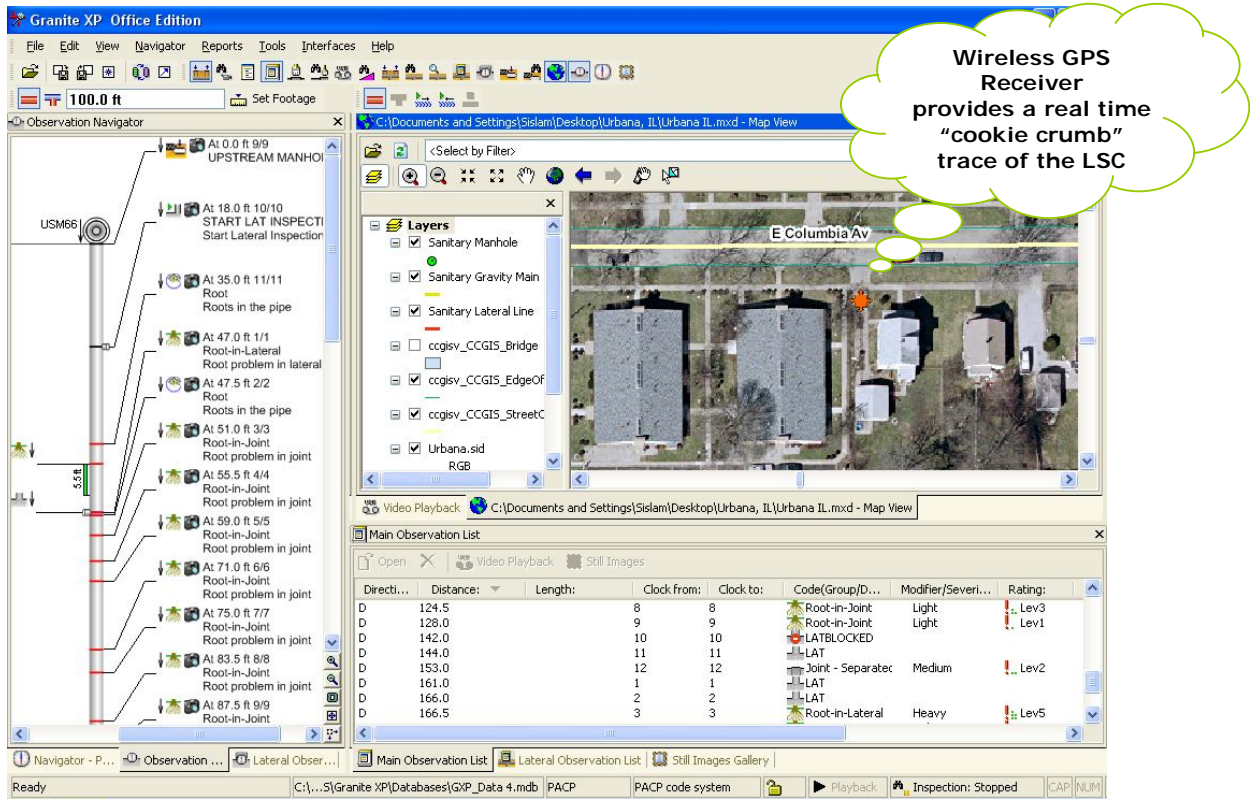 Granite XP Office Edition
File Edit View Navigator Reports Tools Interfaces Help
100.0 ft Set Footage
Observation Navigator
At 0.0 ft 9/9
UPSTREAM MANHOL
USM66
At 18.0 ft 10/10
START LAT INSPECTI
Start Lateral Inspection
At 35.0 ft 11/11
Root
Roots in the pipe
At 47.0 ft 1/1
Root-in-Lateral
Root problem in lateral
At 47.5 ft 2/2
Root
Roots in the pipe
At 51.0 ft 3/3
Root-in-Joint
Root problem in joint
5.5 ft
At 55.5 ft 4/4
Root-in-Joint
Root problem in joint
At 59.0 ft 5/5
Root-in-Joint
Root problem in joint
At 71.0 ft 6/6
Root-in-Joint
Root problem in joint
At 75.0 ft 7/7
Root-in-Joint
Root problem in joint
At 83.5 ft 8/8
Root-in-Joint
Root problem in joint
At 87.5 ft 9/9
Root-in-Joint
Navigator - P... Observation ... Lateral Obser...
C:\Documents and Settings\Sislam\Desktop\Urbana, IL\Urbana IL.mxd - Map View
<Select by Filter>
Layers
Sanitary Manhole
Sanitary Gravity Main
Sanitary Lateral Line
ccgisv_CCGIS_Bridge
ccgisv_CCGIS_EdgeOf
ccgisv_CCGIS_StreetC
Urbana.sid
RGB
E Columbia Av
Wireless GPS
Receiver
provides a real time
“cookie crumb”
trace of the LSC
Video Playback C:\Documents and Settings\Sislam\Desktop\Urbana, IL\Urbana IL.mxd - Map View
Main Observation List
Open Video Playback Still Images
Directi... Distance: Length: Clock from: Clock to: Code(Group/D... Modifier/Severi... Rating:
D 124.5 8 8 Root-in-Joint Light Lev3
D 128.0 9 9 Root-in-Joint Light Lev1
D 142.0 10 10 LATBLOCKED
D 144.0 11 11 LAT
D 153.0 12 12 Joint - Separatec Medium Lev2
D 161.0 1 1 LAT
D 166.0 2 2 LAT
D 166.5 3 3 Root-in-Lateral Heavy Lev5
Main Observation List Lateral Observation List Still Images Gallery
Ready C:\...S\Granite XP\Databases\GXP_Data 4.mdb PACP PACP code system Playback Inspection: Stopped CAP NUM